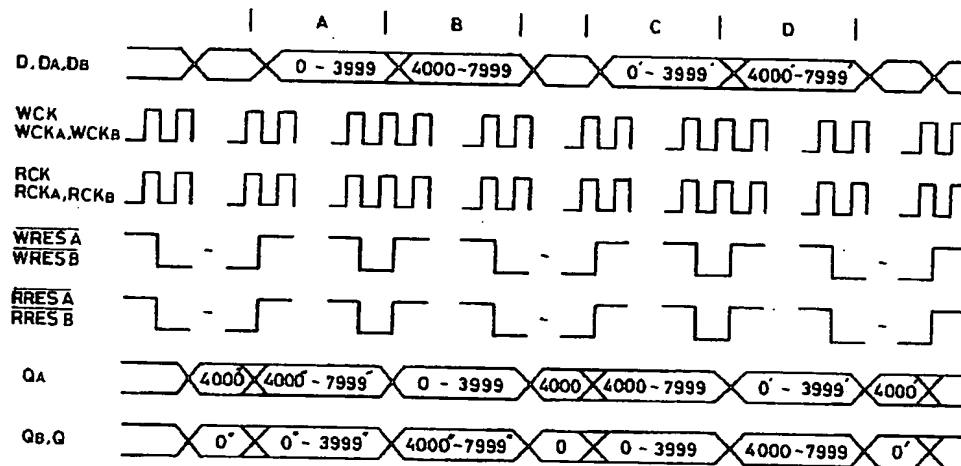 | A | B | | C | D |
D. DA, DB 0 - 3999 4000~7999 0' - 3999' 4000'-7999'
WCK
WCKA, WCKB
RCK
RCKA, RCKB
WRES A
WRES B
RRES A
RRES B
QA 4000" 4000"- 7999" 0 - 3999 4000 4000 - 7999 0' - 3999' 4000'
QB, Q 0" 0" - 3999" 4000"-7999" 0 0 - 3999 4000-7999 0'